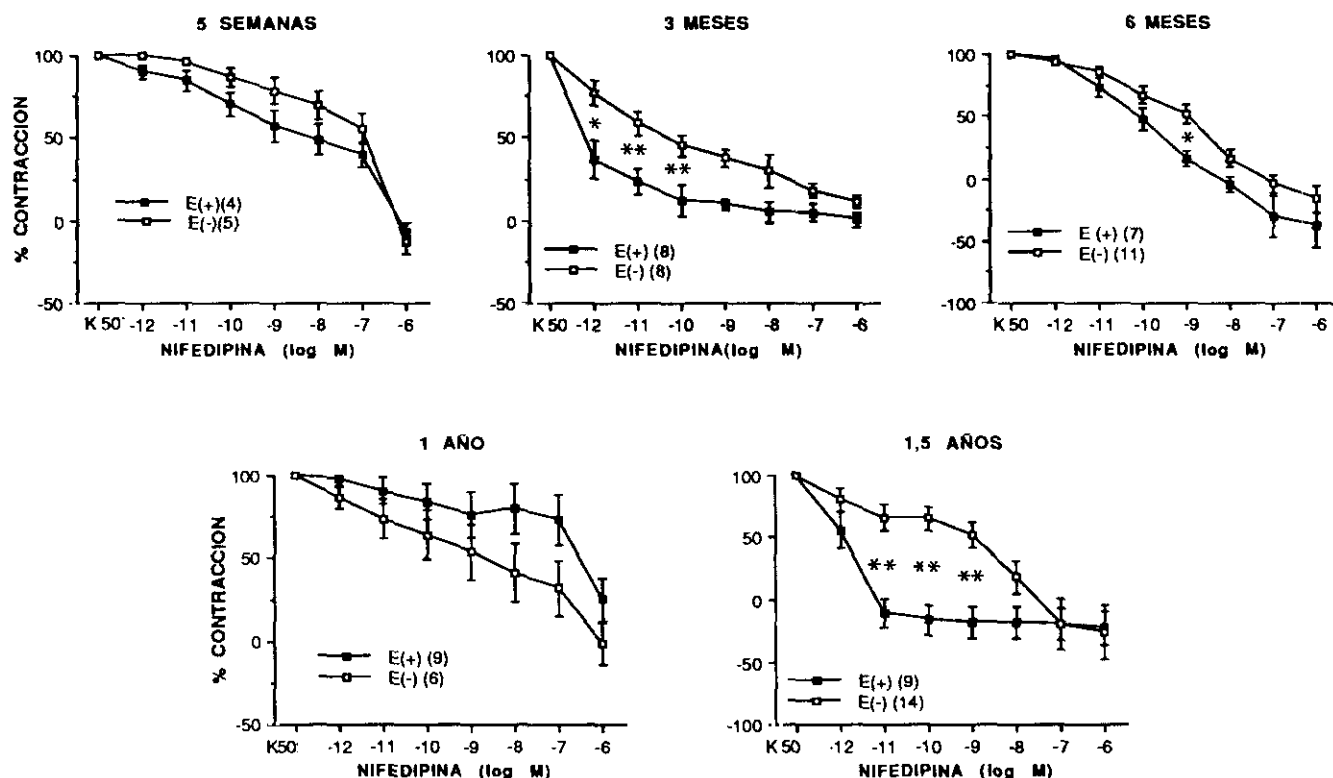 5 SEMANAS
% CONTRACCION
100
50
0
-50
E(+)(4)
E(-)(5)
K50 -12 -11 -10 -9 -8 -7 -6
NIFEDIPINA (log M)
3 MESES
100
50
0
-50
*
**
**
E(+) (8)
E(-) (8)
K50 -12 -11 -10 -9 -8 -7 -6
NIFEDIPINA(log M)
6 MESES
100
50
0
-50
-100
*
E (+) (7)
E(-) (11)
K50 -12 -11 -10 -9 -8 -7 -6
NIFEDIPINA (log M)
1 AÑO
% CONTRACCION
100
50
0
-50
E(+) (9)
E(-) (6)
K50 -12 -11 -10 -9 -8 -7 -6
NIFEDIPINA (log M)
1,5 AÑOS
100
50
0
-50
-100
** ** **
E(+) (9)
E(-) (14)
K50 -12 -11 -10 -9 -8 -7 -6
NIFEDIPINA (log M)